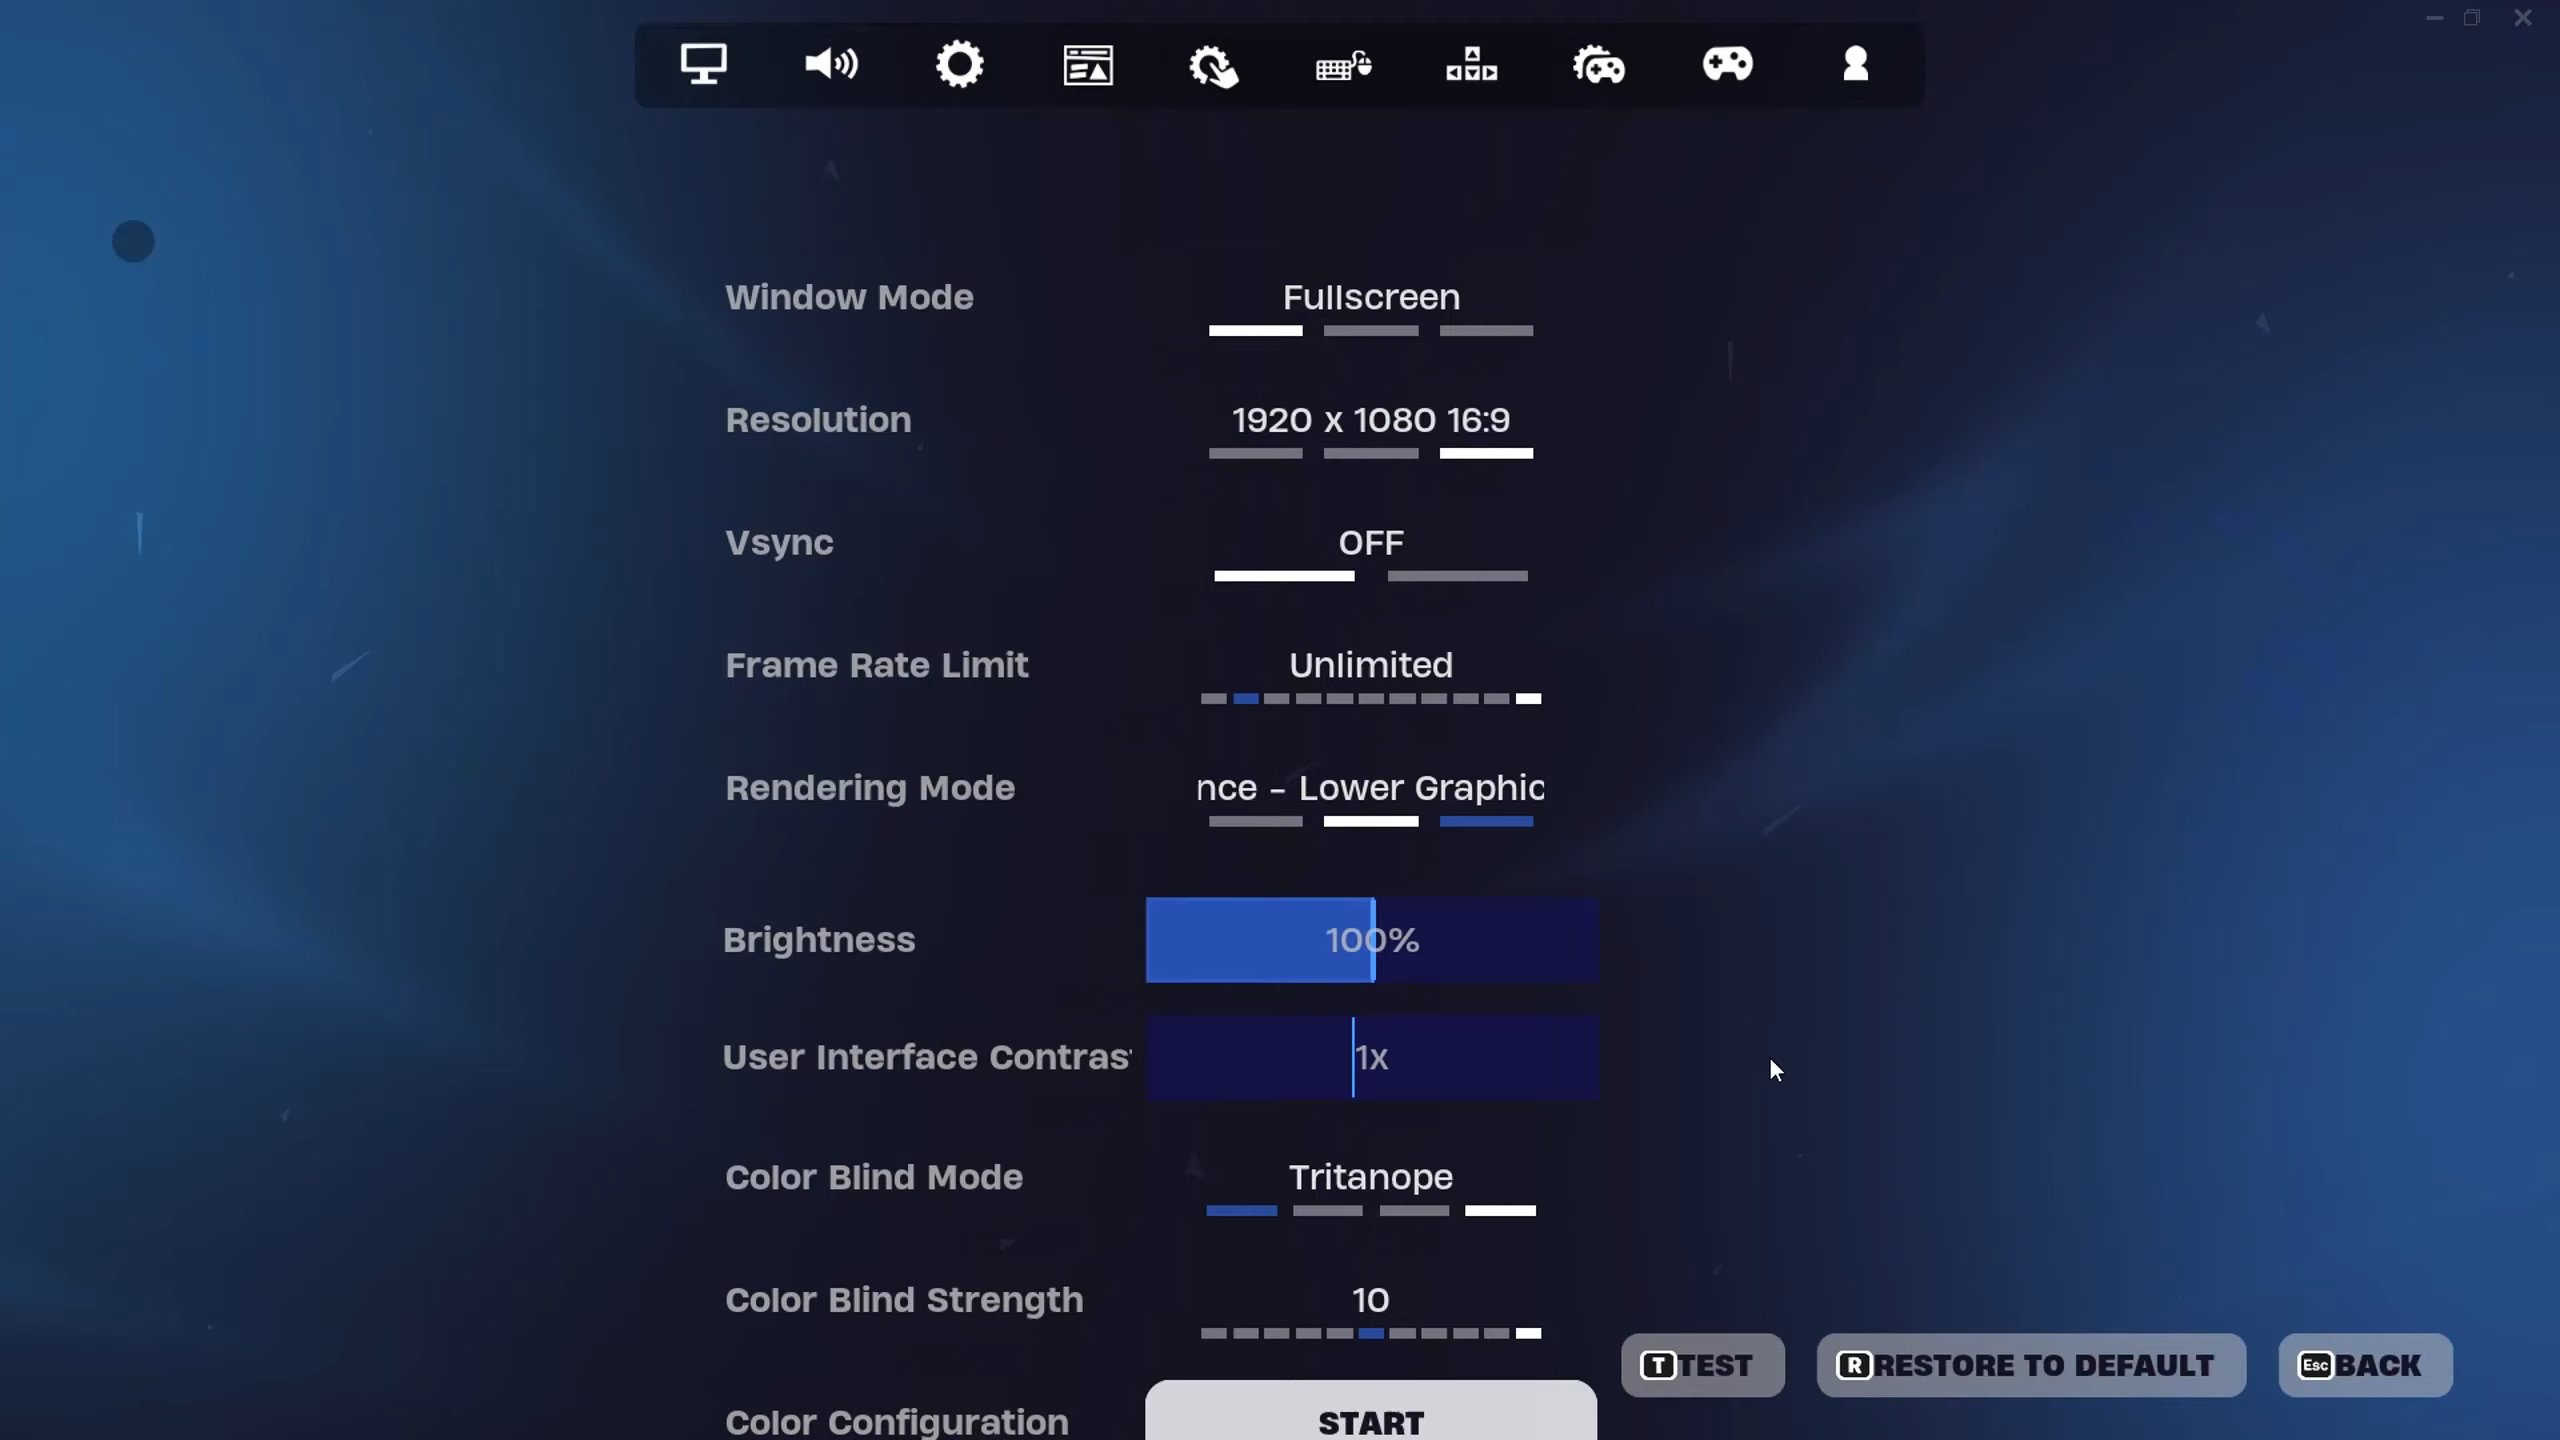 Window Mode
Fullscreen
Resolution
1920 x 1080 16:9
Vsync
OFF
Frame Rate Limit
Unlimited
Rendering Mode
nce - Lower Graphic
Brightness
100%
User Interface Contras
1x
Color Blind Mode
Tritanope
Color Blind Strength
10
Color Configuration
START
T TEST
R RESTORE TO DEFAULT
Esc BACK